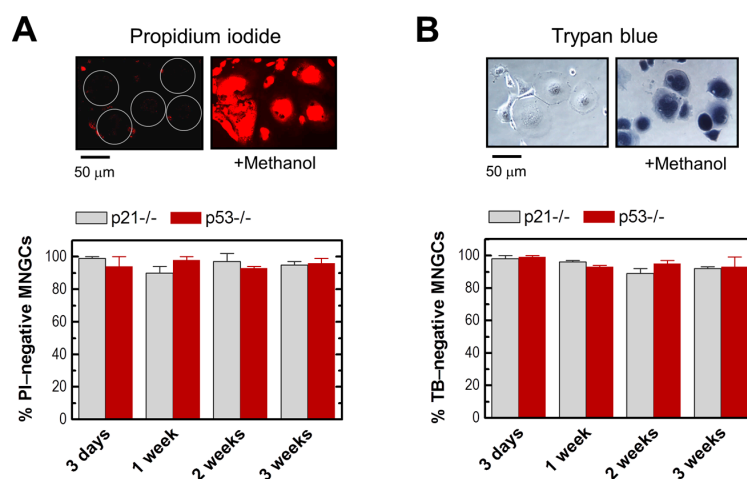 A
Propidium iodide
+Methanol
50 μm
p21-/- p53-/-
% PI–negative MNGCs
100
80
60
40
20
0
3 days
1 week
2 weeks
3 weeks
B
Trypan blue
+Methanol
50 μm
p21-/- p53-/-
% TB–negative MNGCs
100
80
60
40
20
0
3 days
1 week
2 weeks
3 weeks